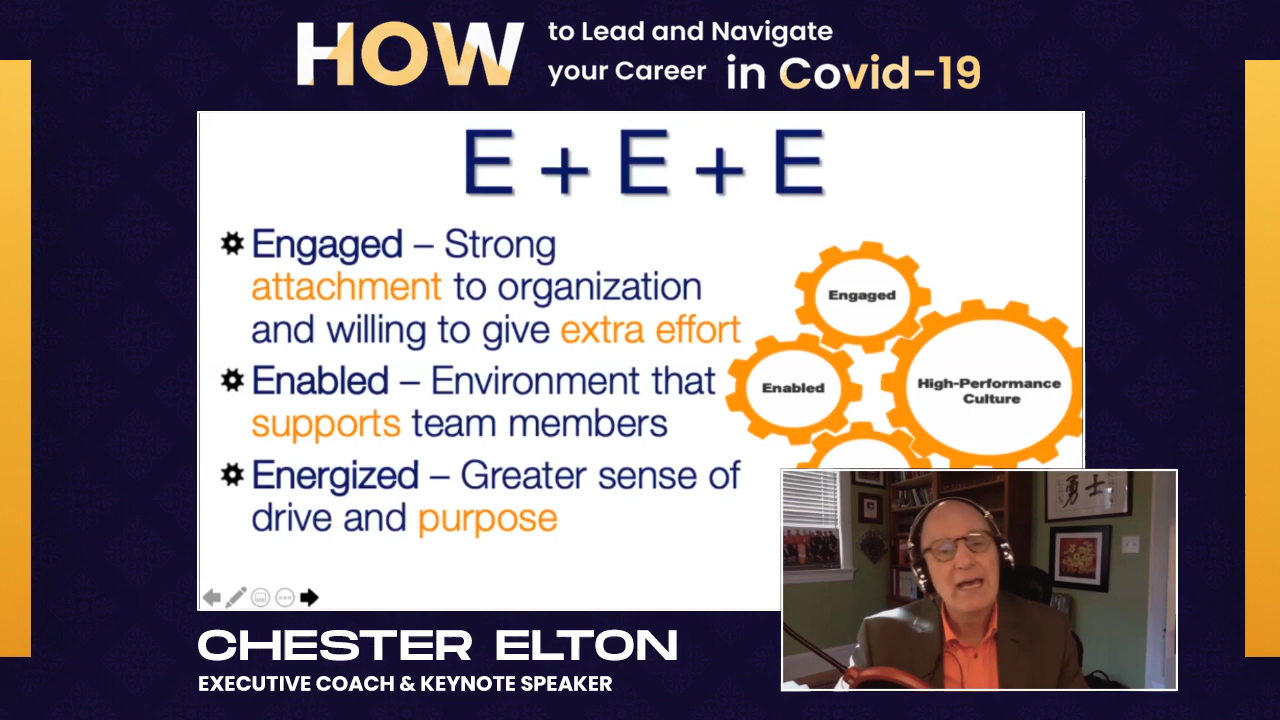 HOW
to Lead and Navigate
your Career in Covid-19
E + E + E
Engaged – Strong
attachment to organization
and willing to give extra effort
Enabled – Environment that
supports team members
Energized – Greater sense of
drive and purpose
Engaged
Enabled
High-Performance
Culture
勇士
CHESTER ELTON
EXECUTIVE COACH & KEYNOTE SPEAKER